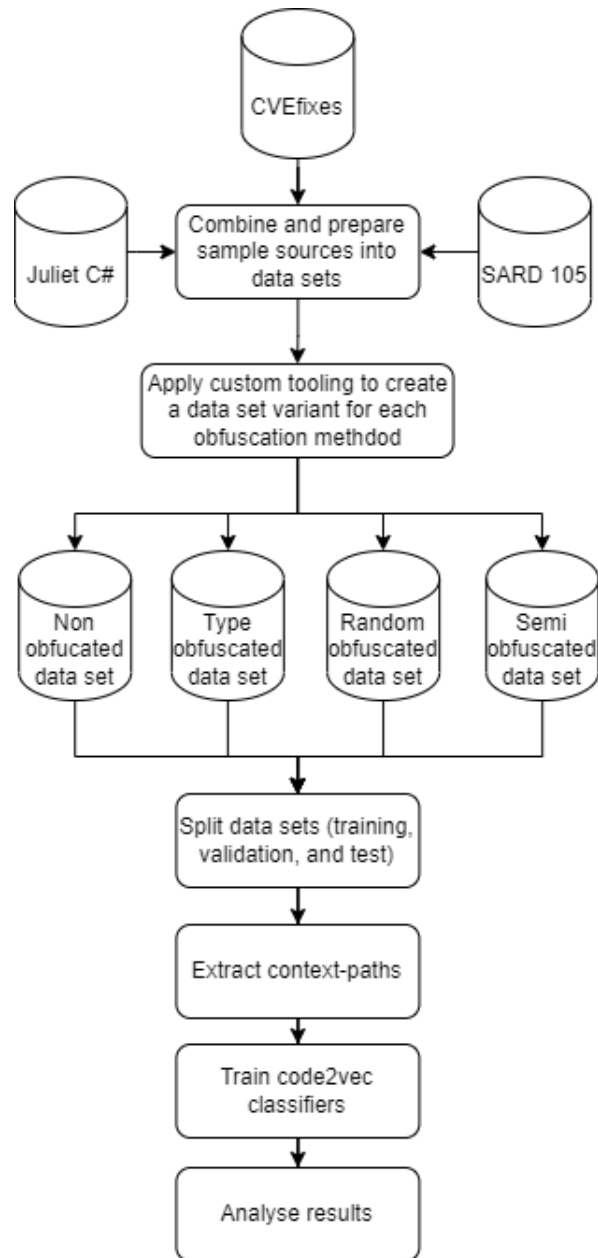 CVEfixes
Juliet C#
Combine and prepare
sample sources into
data sets
SARD 105
Apply custom tooling to create
a data set variant for each
obfuscation methdod
Non
obfucated
data set
Type
obfuscated
data set
Random
obfuscated
data set
Semi
obfuscated
data set
Split data sets (training,
validation, and test)
Extract context-paths
Train code2vec
classifiers
Analyse results